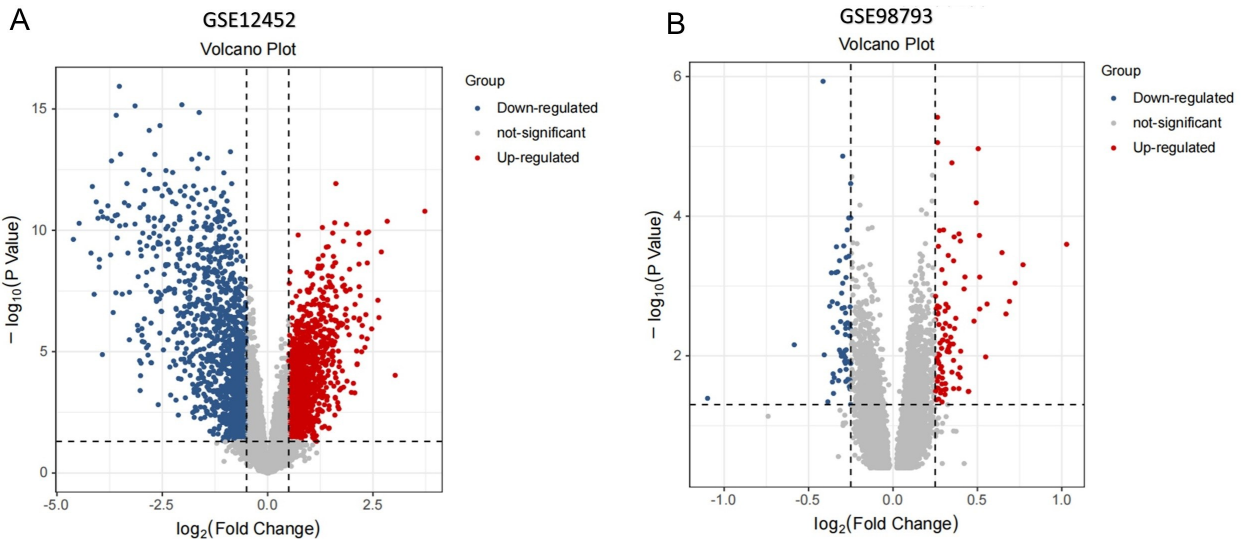 A
GSE12452
Volcano Plot
− log10(P Value)
15
10
5
0
-5.0
-2.5
0.0
2.5
log2(Fold Change)
Group
Down-regulated
not-significant
Up-regulated
B
GSE98793
Volcano Plot
− log10(P Value)
6
4
2
-1.0
-0.5
0.0
0.5
1.0
log2(Fold Change)
Group
Down-regulated
not-significant
Up-regulated